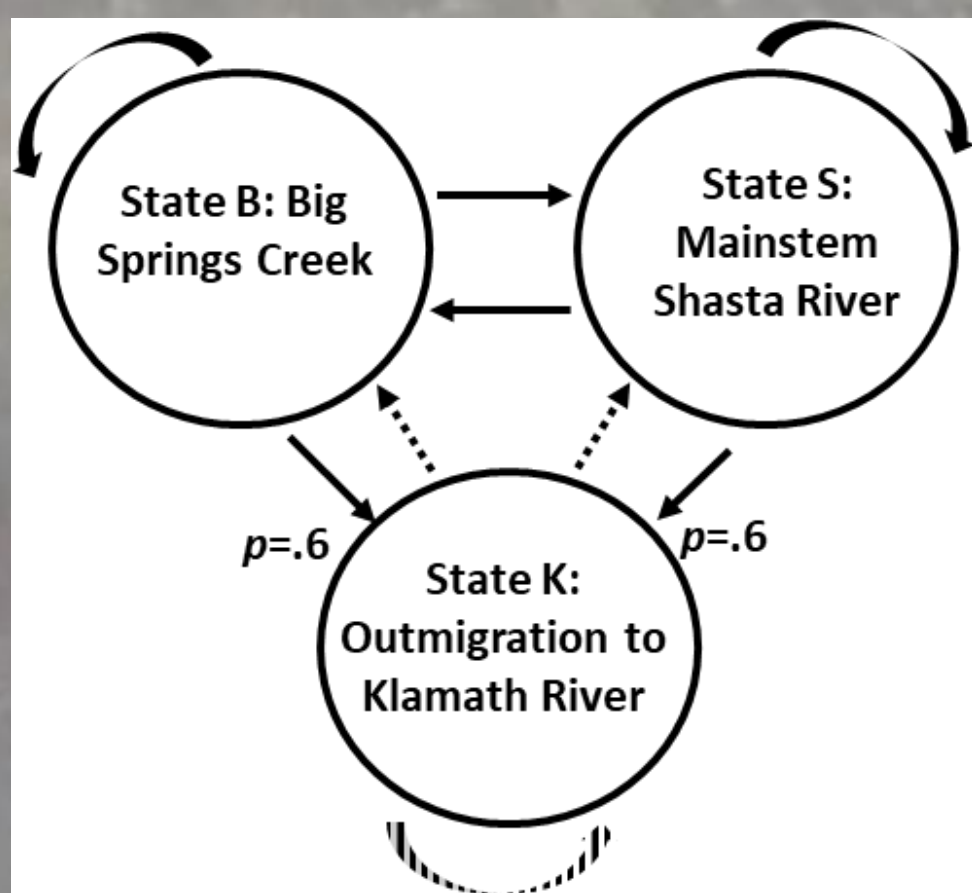 State B: Big
Springs Creek
State S:
Mainstem
Shasta River
p=.6
p=.6
State K:
Outmigration to
Klamath River